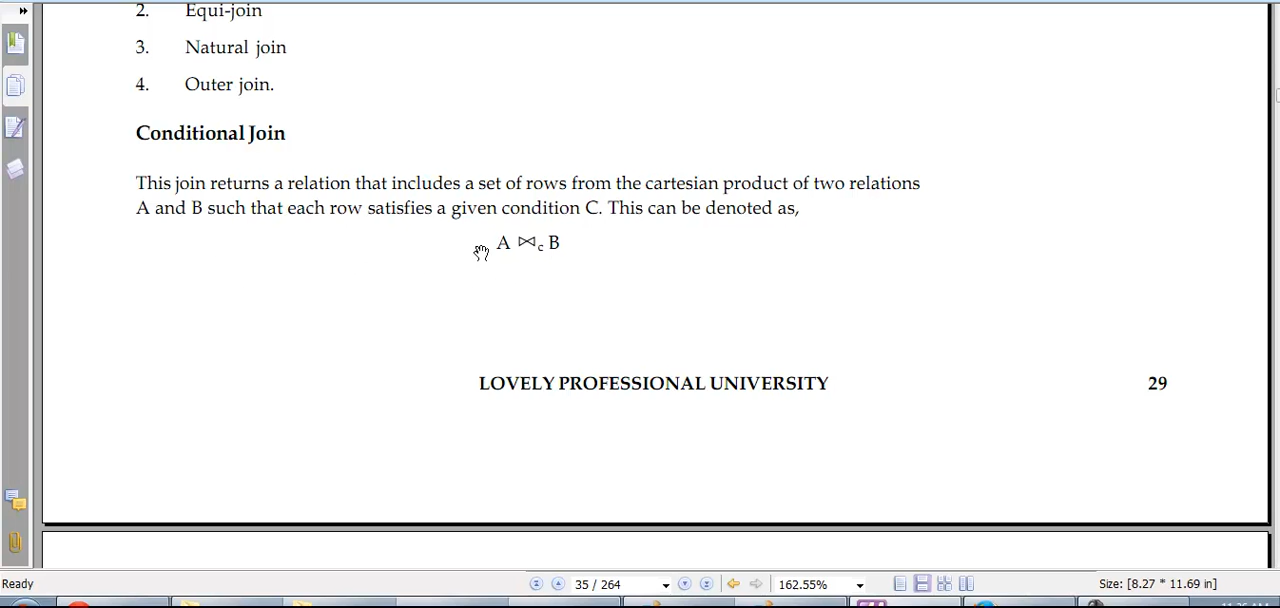 2. Equi-join
3. Natural join
4. Outer join.
Conditional Join
This join returns a relation that includes a set of rows from the cartesian product of two relations
A and B such that each row satisfies a given condition C. This can be denoted as,
A ⋈c B
LOVELY PROFESSIONAL UNIVERSITY 29
Ready 35 / 264 162.55% Size: [8.27 * 11.69 in]